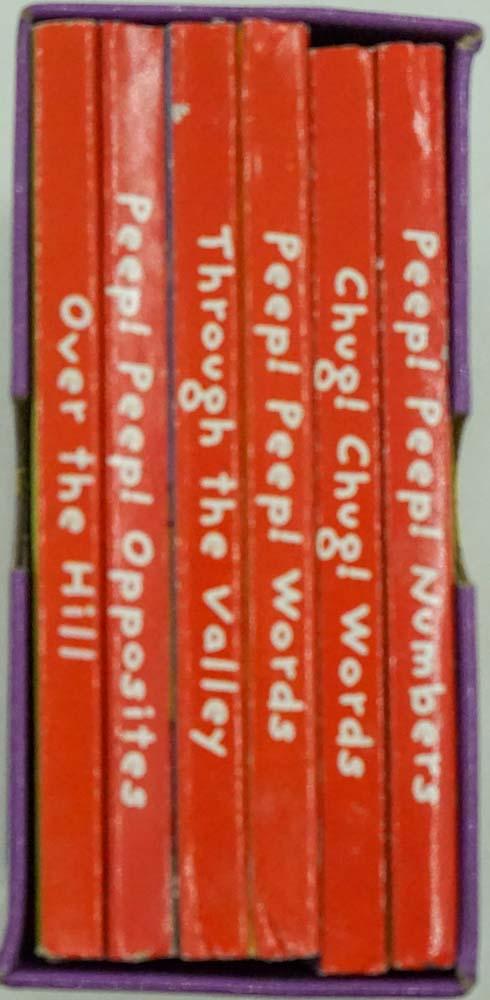 Over the Hill
Peep! Peep! Opposites
Through the Valley
Peep! Peep! Words
Chug! Chug! Words
Peep! Peep! Numbers